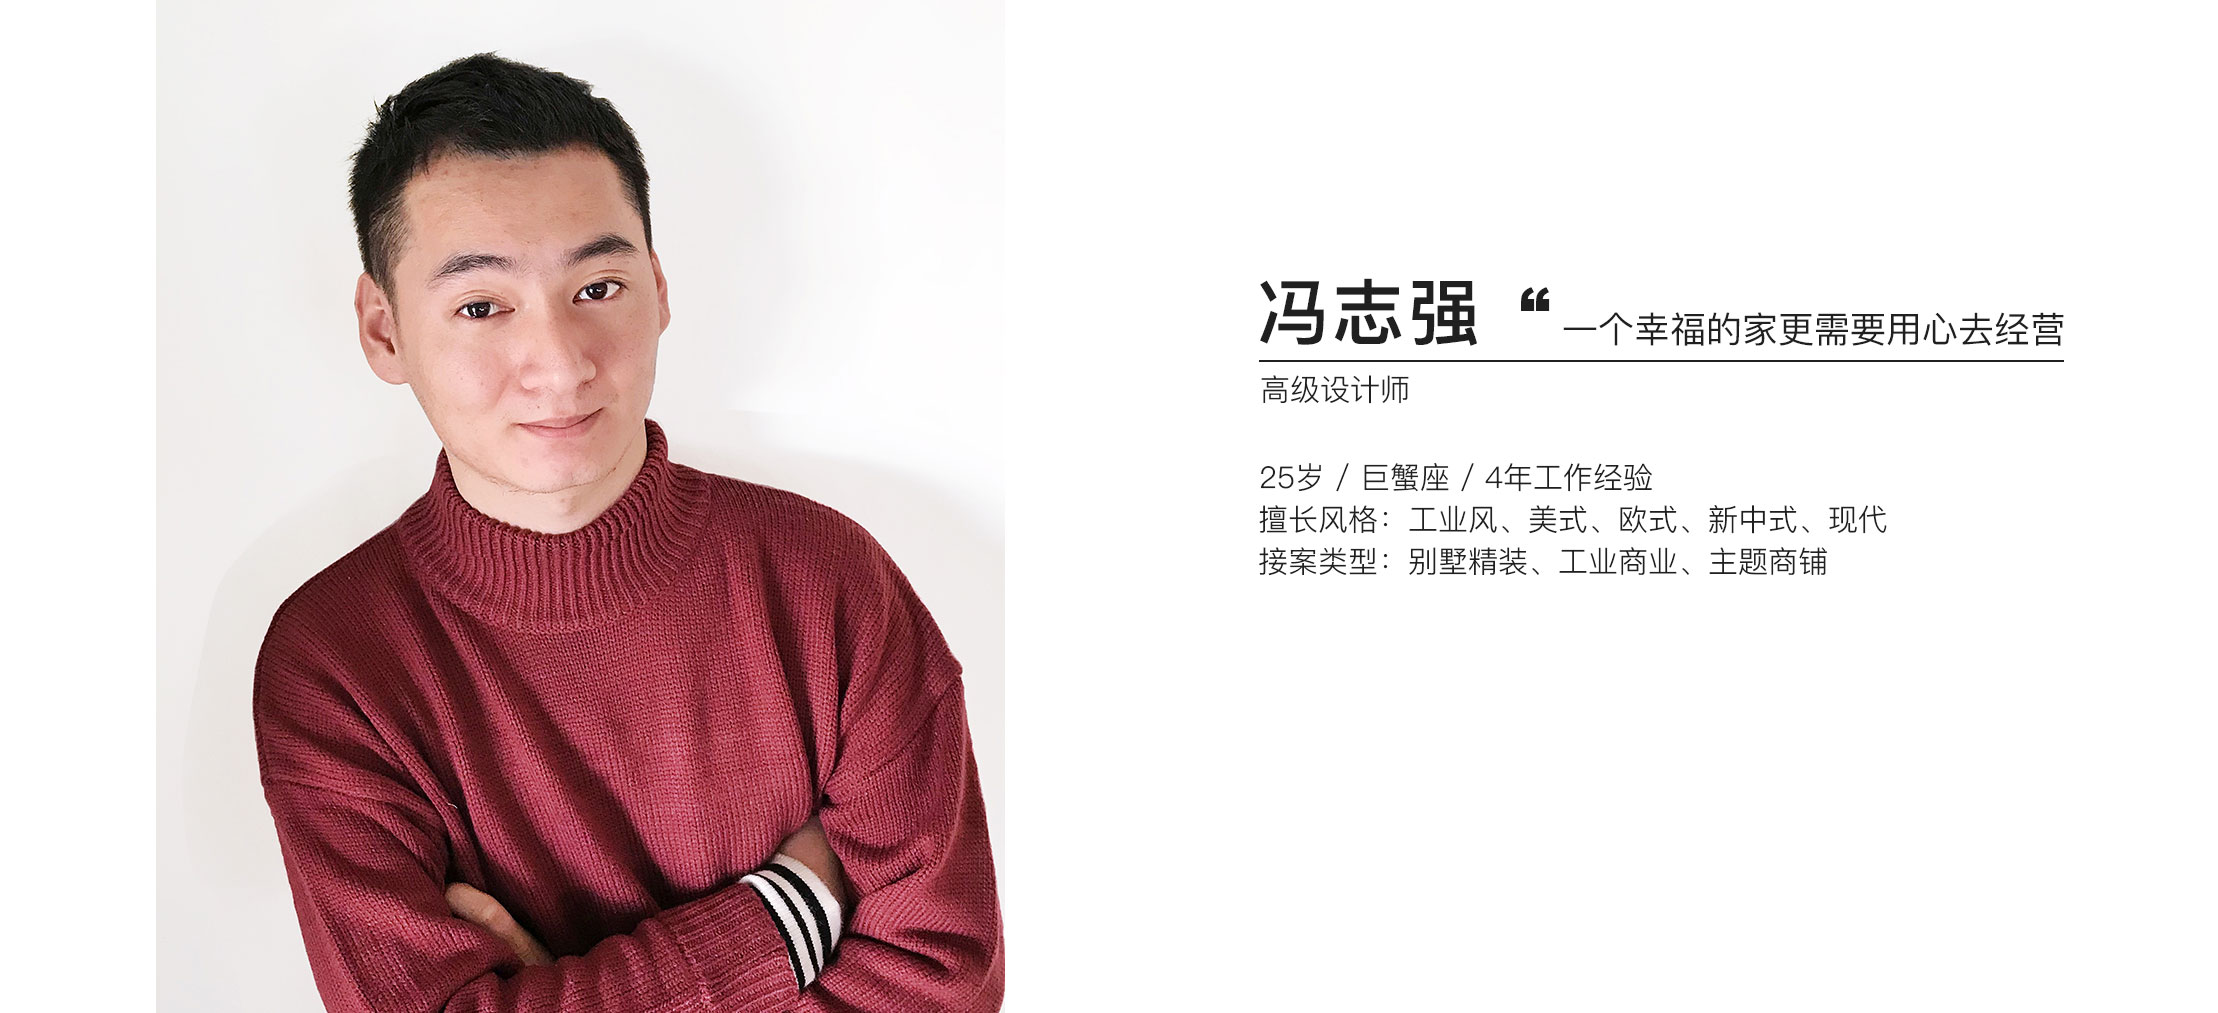 冯志强 “ 一个幸福的家更需要用心去经营
高级设计师
25岁 / 巨蟹座 / 4年工作经验
擅长风格：工业风、美式、欧式、新中式、现代
接案类型：别墅精装、工业商业、主题商铺